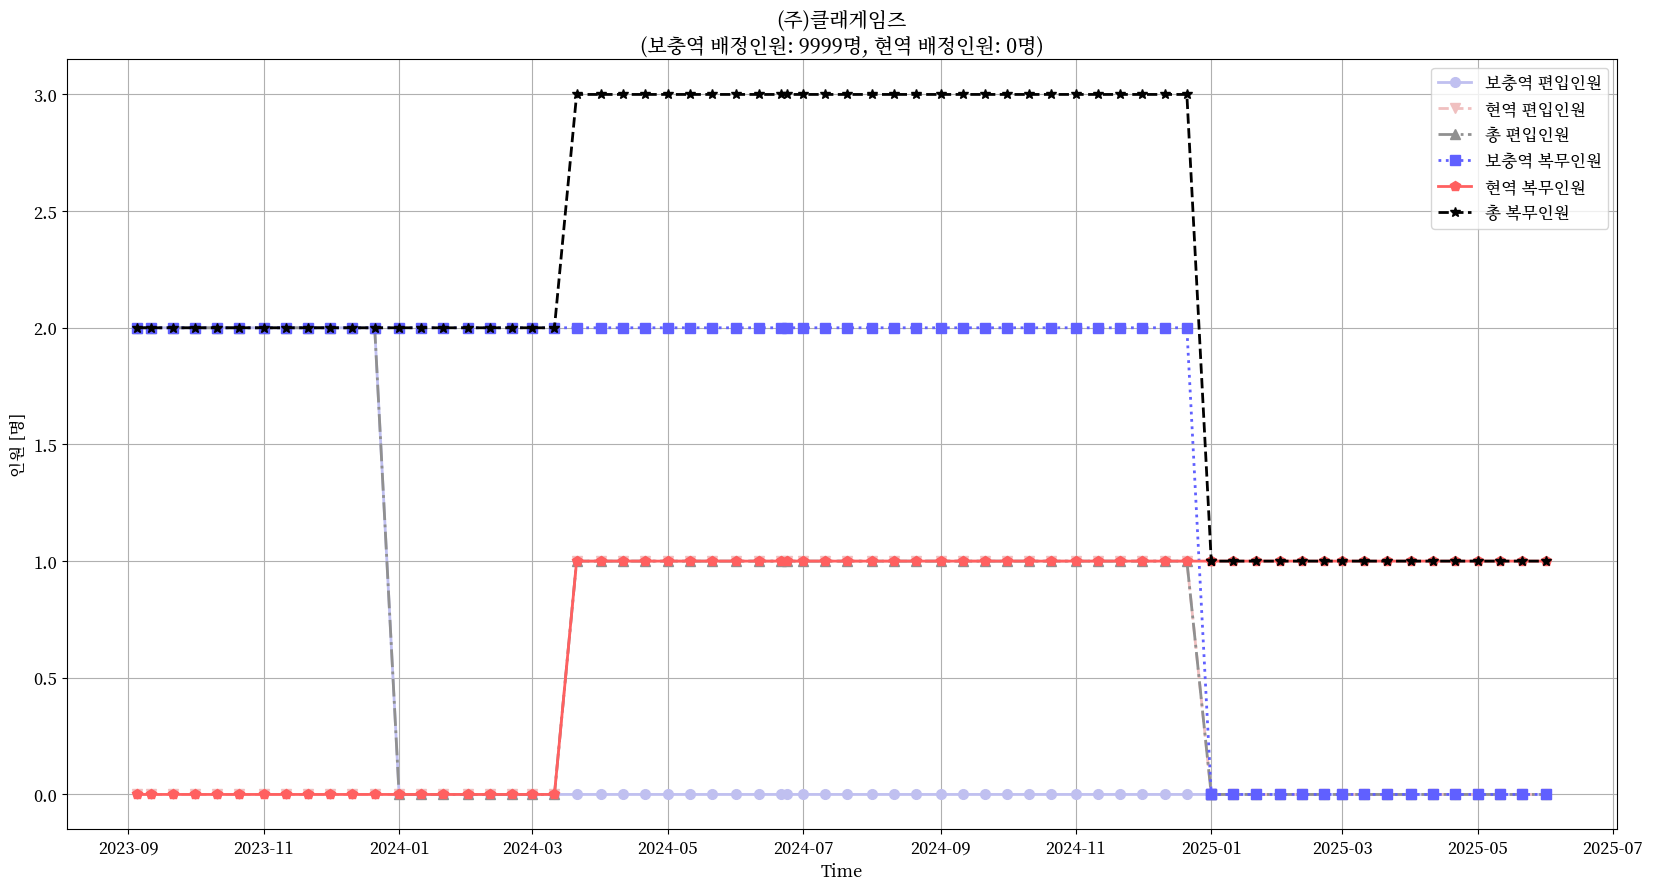 (주)클래게임즈
(보충역 배정인원: 9999명, 현역 배정인원: 0명)
보충역 편입인원
현역 편입인원
총 편입인원
보충역 복무인원
현역 복무인원
총 복무인원
인원 [명]
3.0
2.5
2.0
1.5
1.0
0.5
0.0
2023-09
2023-11
2024-01
2024-03
2024-05
2024-07
2024-09
2024-11
2025-01
2025-03
2025-05
2025-07
Time